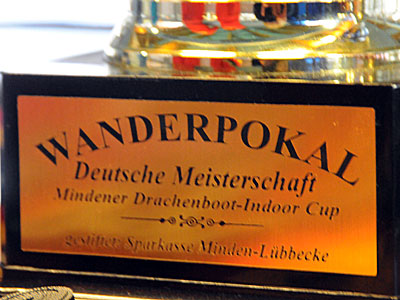 WANDERPOKAL
Deutsche Meisterschaft
Mindener Drachenboot-Indoor Cup
gestiftet: Sparkasse Minden-Lübbecke